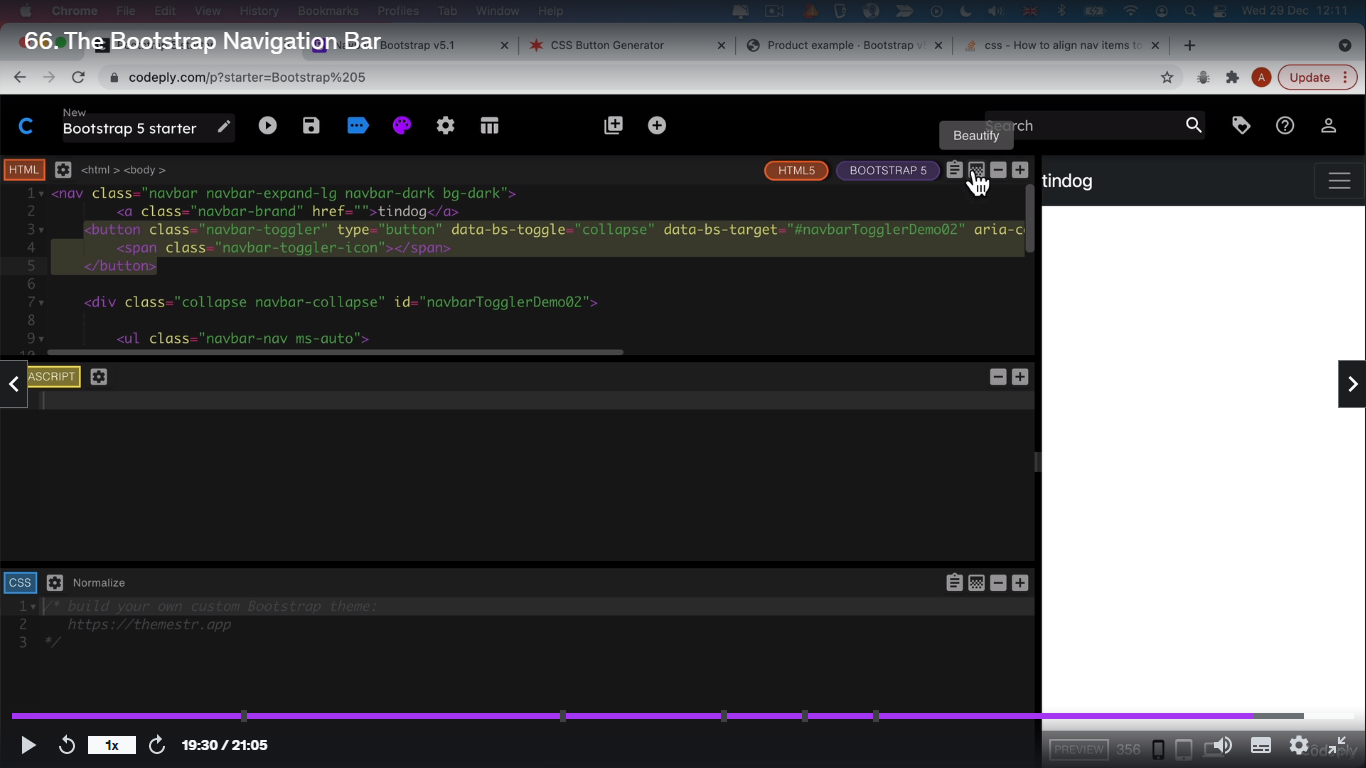 Chrome File Edit View History Bookmarks Profiles Tab Window Help Wed 29 Dec 12:11
66. The Bootstrap Navigation Bar
Bootstrap v5.1 CSS Button Generator Product example · Bootstrap v css - How to align nav items to
codeply.com/p?starter=Bootstrap%205 A Update
New
Bootstrap 5 starter
Search
Beautify
HTML <html > <body > HTML5 BOOTSTRAP 5
1 <nav class="navbar navbar-expand-lg navbar-dark bg-dark">
2 <a class="navbar-brand" href="">tindog</a>
3 <button class="navbar-toggler" type="button" data-bs-toggle="collapse" data-bs-target="#navbarTogglerDemo02" aria-c
4 <span class="navbar-toggler-icon"></span>
5 </button>
6
7 <div class="collapse navbar-collapse" id="navbarTogglerDemo02">
8
9 <ul class="navbar-nav ms-auto">
10
tindog
ASCRIPT
CSS Normalize
1 /* build your own custom Bootstrap theme:
2 https://themestr.app
3 */
1x 19:30 / 21:05
PREVIEW 356